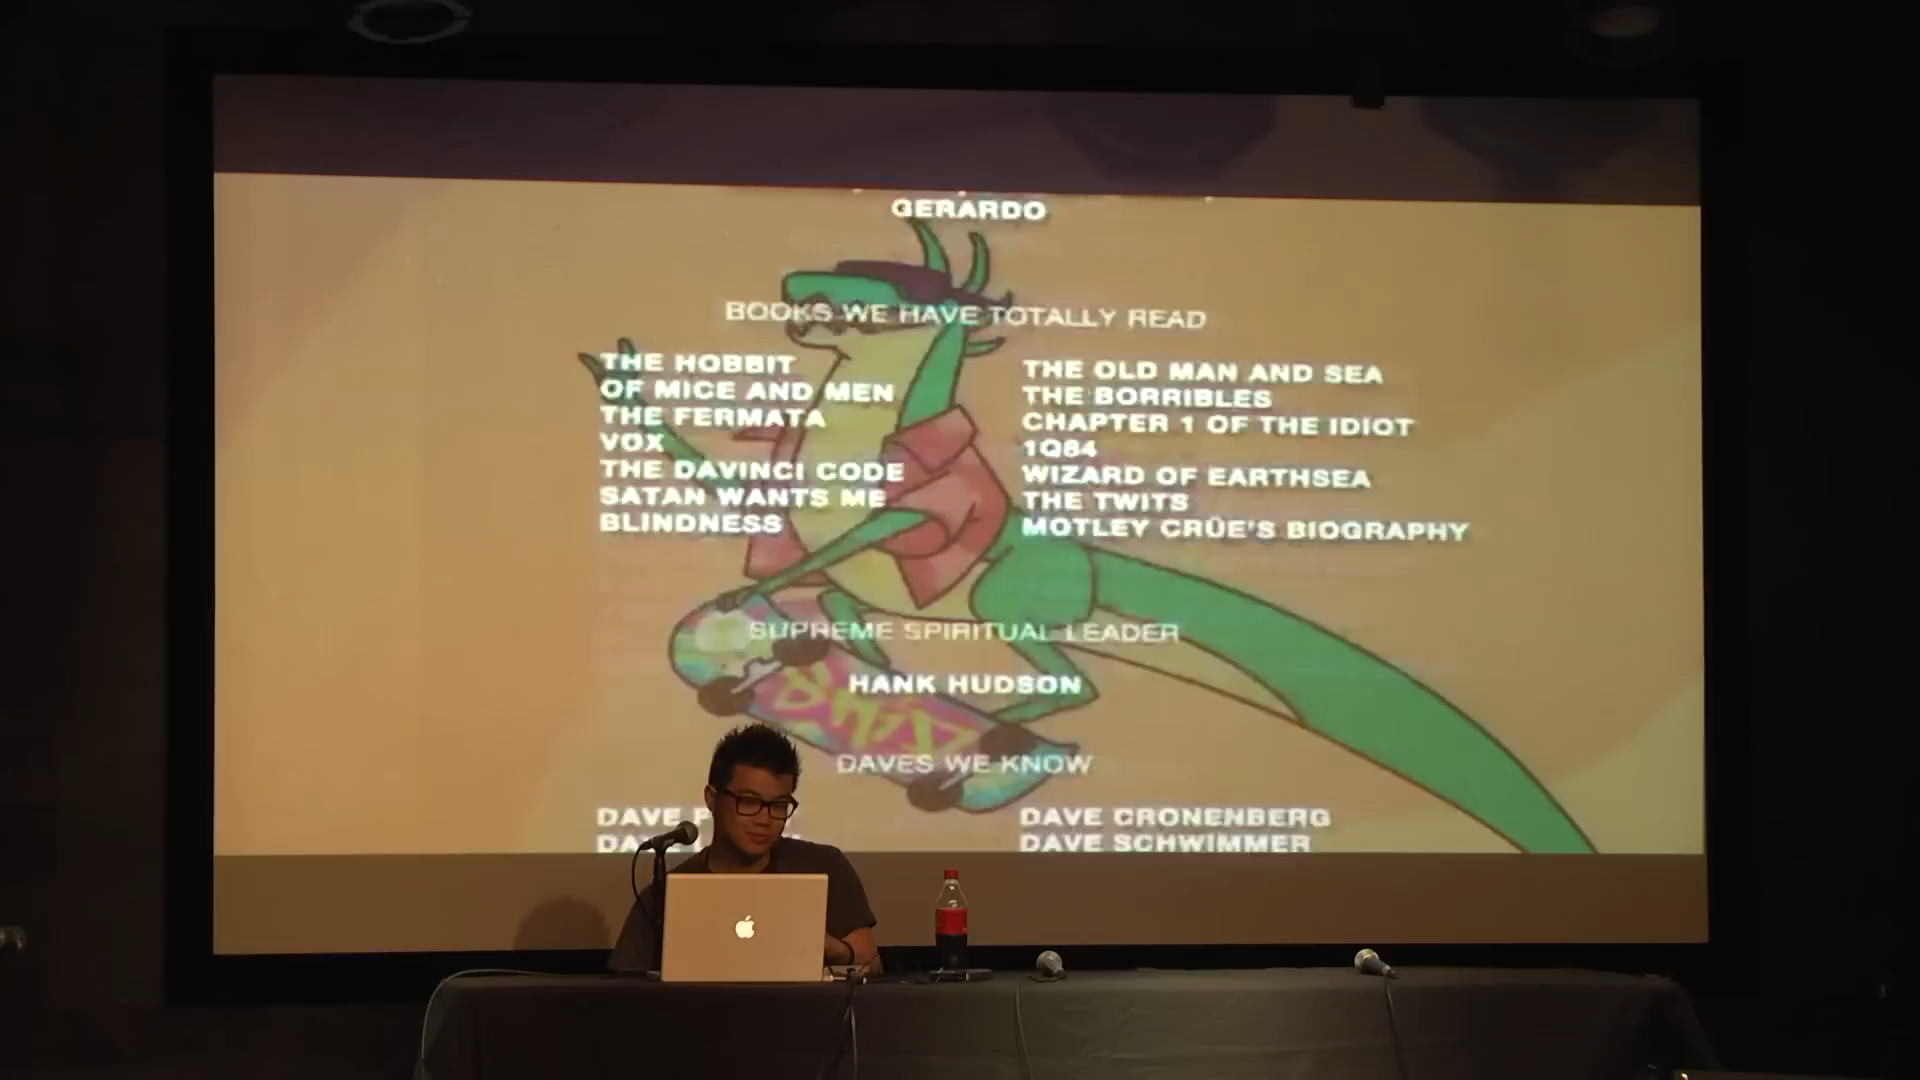 GERARDO
BOOKS WE HAVE TOTALLY READ
THE HOBBIT
OF MICE AND MEN
THE FERMATA
VOX
THE DAVINCI CODE
SATAN WANTS ME
BLINDNESS
THE OLD MAN AND SEA
THE BORRIBLES
CHAPTER 1 OF THE IDIOT
1Q84
WIZARD OF EARTHSEA
THE TWITS
MOTLEY CRÜE'S BIOGRAPHY
SUPREME SPIRITUAL LEADER
HANK HUDSON
DAVES WE KNOW
DAVE
DAVE CRONENBERG
DAVE SCHWIMMER